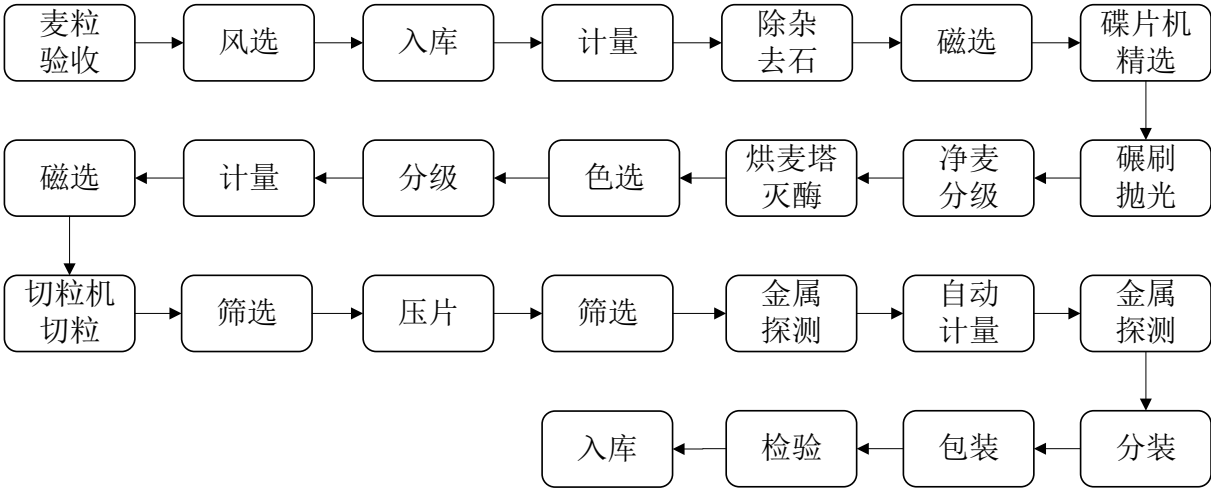 麦粒
验收
风选
入库
计量
除杂
去石
磁选
碟片机
精选
碾刷
抛光
净麦
分级
烘麦塔
灭酶
色选
分级
计量
磁选
切粒机
切粒
筛选
压片
筛选
金属
探测
自动
计量
金属
探测
分装
包装
检验
入库